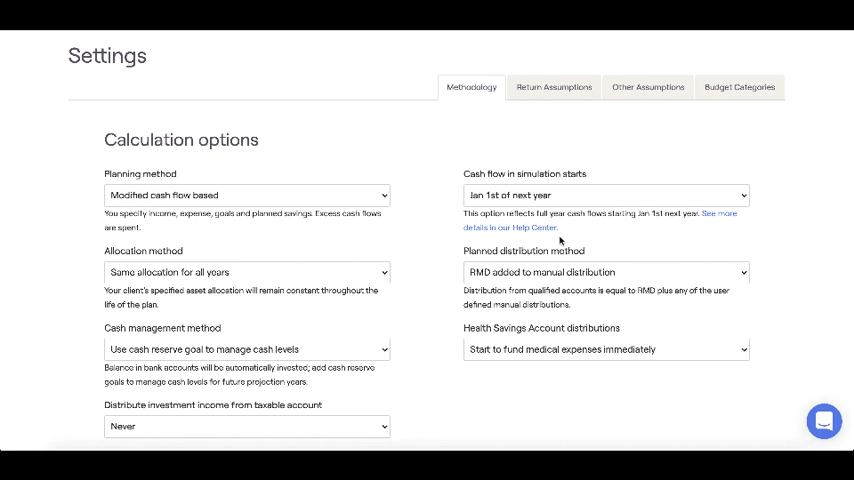 Settings
Methodology
Return Assumptions
Other Assumptions
Budget Categories
Calculation options
Planning method
Modified cash flow based
You specify income, expense, goals and planned savings. Excess cash flows
are spent.
Allocation method
Same allocation for all years
Your client's specified asset allocation will remain constant throughout the
life of the plan.
Cash management method
Use cash reserve goal to manage cash levels
Balance in bank accounts will be automatically invested; add cash reserve
goals to manage cash levels for future projection years.
Distribute investment income from taxable account
Never
Cash flow in simulation starts
Jan 1st of next year
This option reflects full year cash flows starting Jan 1st next year. See more
details in our Help Center.
Planned distribution method
RMD added to manual distribution
Distribution from qualified accounts is equal to RMD plus any of the user
defined manual distributions.
Health Savings Account distributions
Start to fund medical expenses immediately